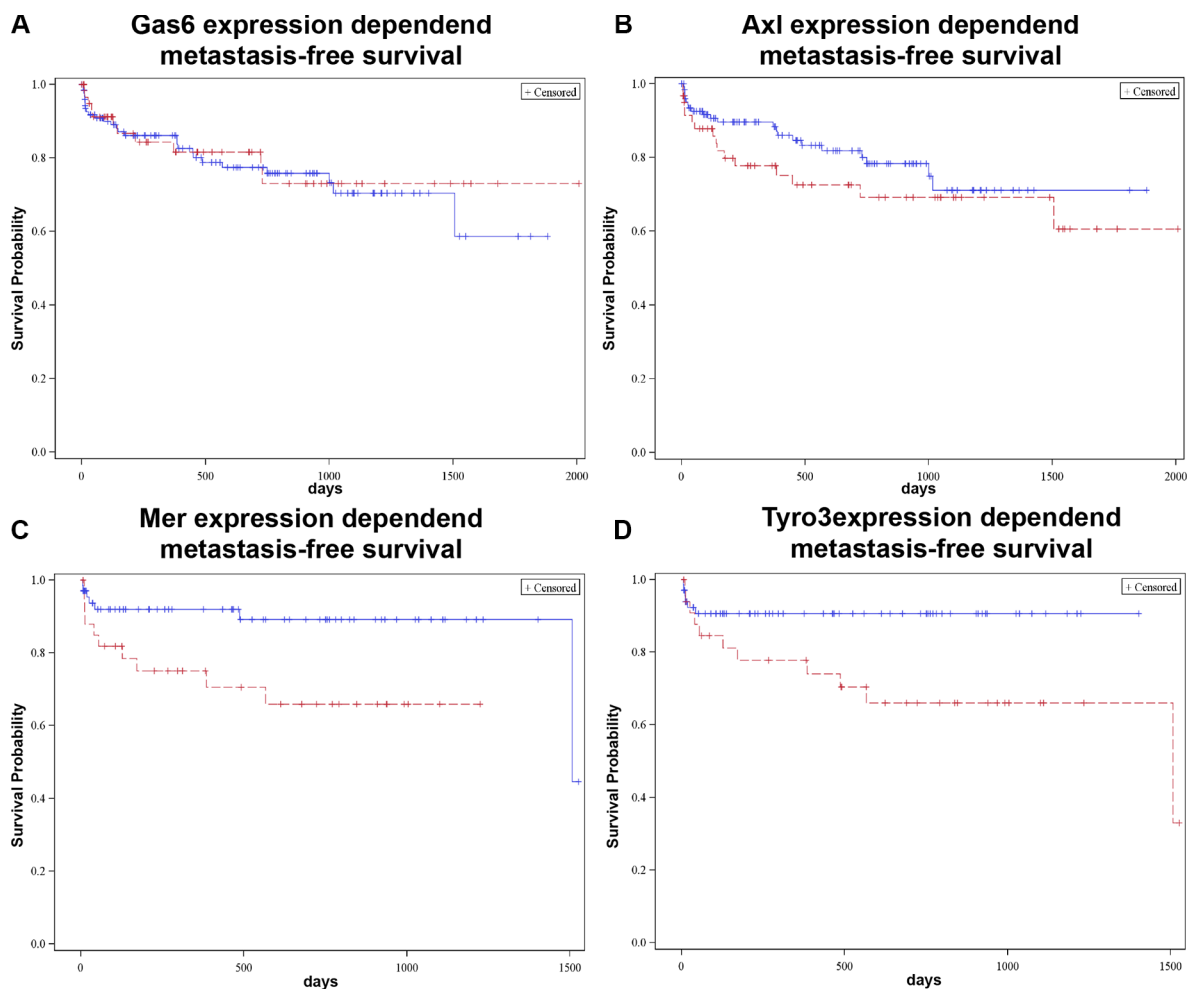 A
Gas6 expression dependend
metastasis-free survival
+ Censored
1.0
0.8
0.6
0.4
0.2
0.0
Survival Probability
0 500 1000 1500 2000
days
B
Axl expression dependend
metastasis-free survival
+ Censored
1.0
0.8
0.6
0.4
0.2
0.0
Survival Probability
0 500 1000 1500 2000
days
C
Mer expression dependend
metastasis-free survival
+ Censored
1.0
0.8
0.6
0.4
0.2
0.0
Survival Probability
0 500 1000 1500
days
D
Tyro3expression dependend
metastasis-free survival
+ Censored
1.0
0.8
0.6
0.4
0.2
0.0
Survival Probability
0 500 1000 1500
days